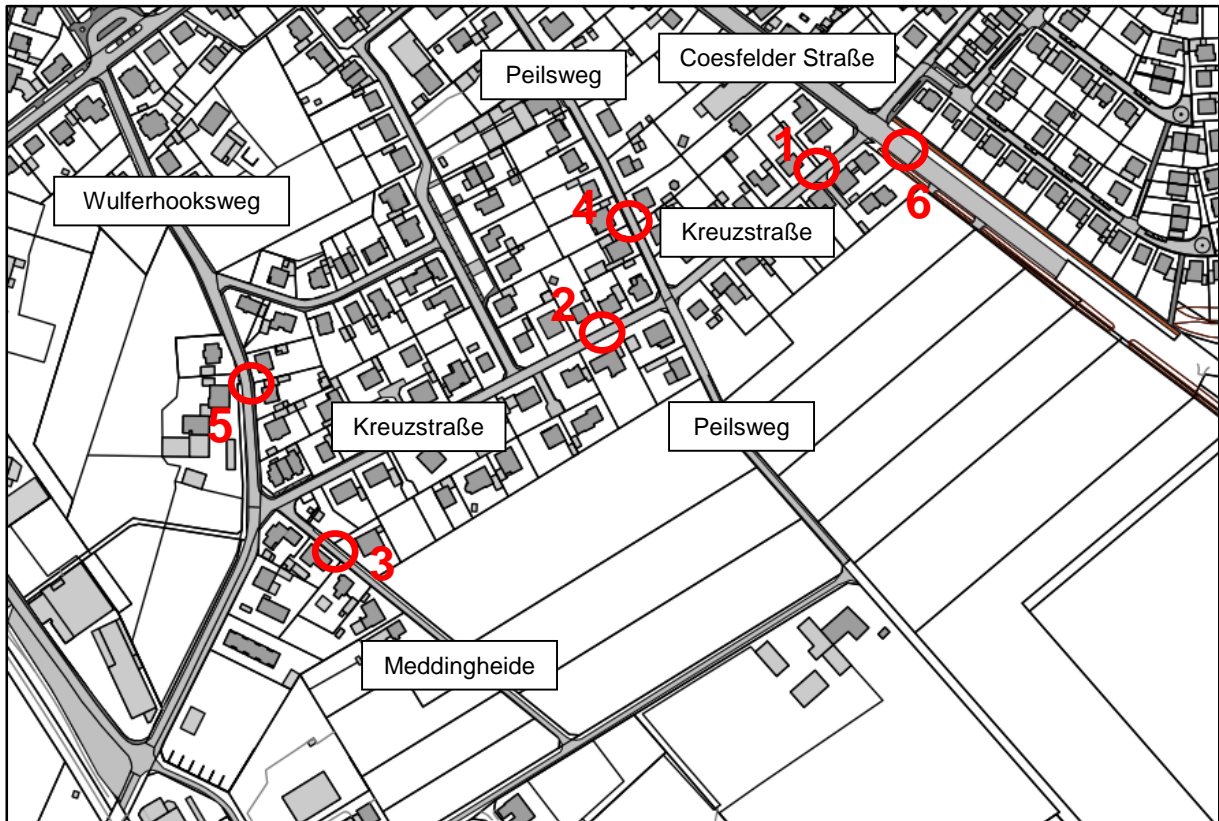 Coesfelder Straße
Peilsweg
1
6
Wulferhooksweg
4
Kreuzstraße
2
5
Kreuzstraße
Peilsweg
3
Meddingheide